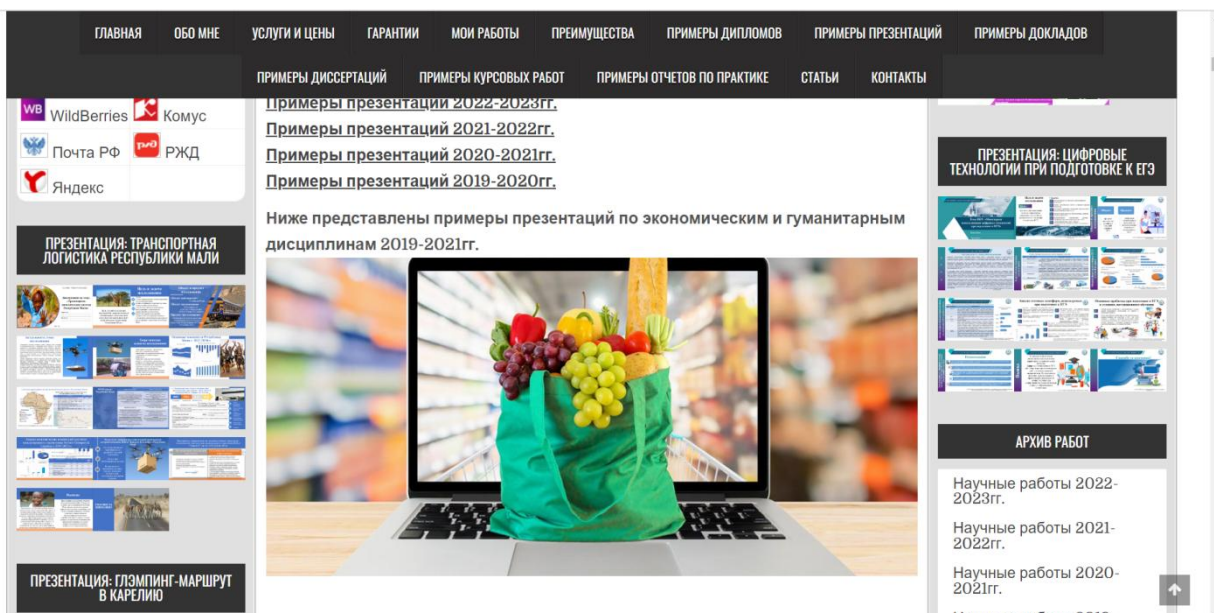 ГЛАВНАЯ
ОБО МНЕ
УСЛУГИ И ЦЕНЫ
ГАРАНТИИ
МОИ РАБОТЫ
ПРЕИМУЩЕСТВА
ПРИМЕРЫ ДИПЛОМОВ
ПРИМЕРЫ ПРЕЗЕНТАЦИЙ
ПРИМЕРЫ ДОКЛАДОВ
ПРИМЕРЫ ДИССЕРТАЦИЙ
ПРИМЕРЫ КУРСОВЫХ РАБОТ
ПРИМЕРЫ ОТЧЕТОВ ПО ПРАКТИКЕ
СТАТЬИ
КОНТАКТЫ
WB
WildBerries
Комус
Почта РФ
РЖД
Яндекс
ПРЕЗЕНТАЦИЯ: ТРАНСПОРТНАЯ
ЛОГИСТИКА РЕСПУБЛИКИ МАЛИ
ПРЕЗЕНТАЦИЯ: ГЛЭМПИНГ-МАРШРУТ
В КАРЕЛИЮ
Примеры презентаций 2022-2023гг.
Примеры презентаций 2021-2022гг.
Примеры презентаций 2020-2021гг.
Примеры презентаций 2019-2020гг.
Ниже представлены примеры презентаций по экономическим и гуманитарным
дисциплинам 2019-2021гг.
ПРЕЗЕНТАЦИЯ: ЦИФРОВЫЕ
ТЕХНОЛОГИИ ПРИ ПОДГОТОВКЕ К ЕГЭ
АРХИВ РАБОТ
Научные работы 2022-
2023гг.
Научные работы 2021-
2022гг.
Научные работы 2020-
2021гг.